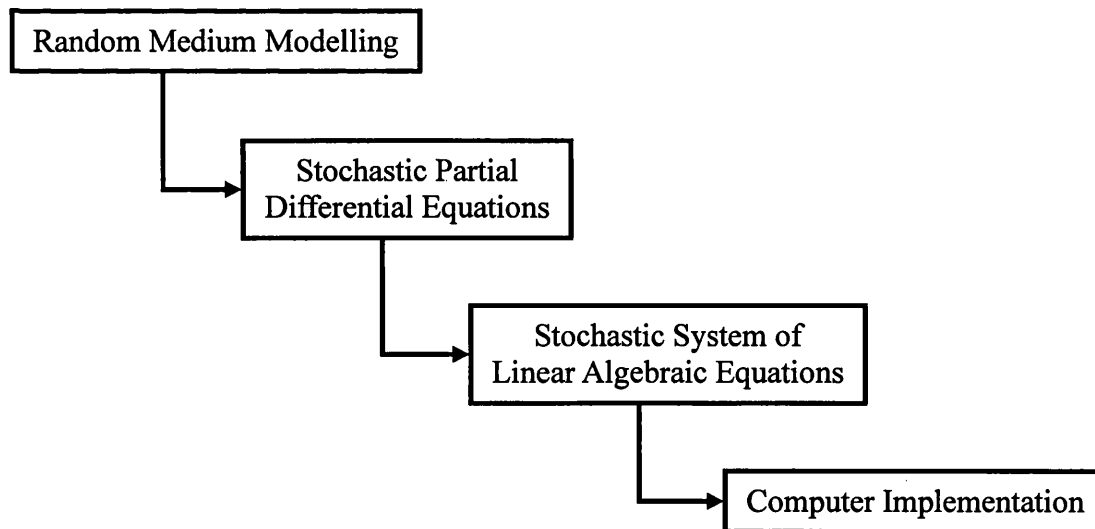 Random Medium Modelling
Stochastic Partial
Differential Equations
Stochastic System of
Linear Algebraic Equations
Computer Implementation